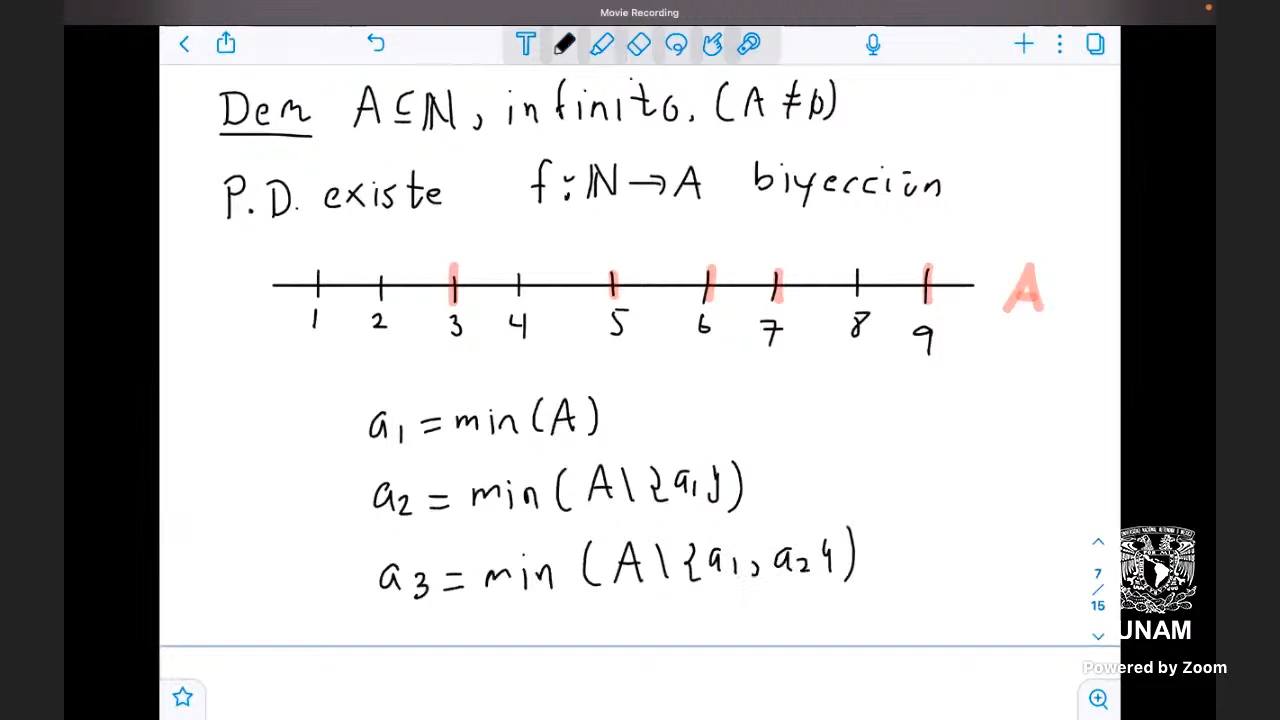 Movie Recording
Dem A ⊆ ℕ, infinito. (A ≠ ∅)
P.D. existe f: ℕ → A biyección
1 2 3 4 5 6 7 8 9 A
a₁ = min(A)
a₂ = min(A \ {a₁})
a₃ = min(A \ {a₁, a₂})
7
/
15
UNAM
Powered by Zoom